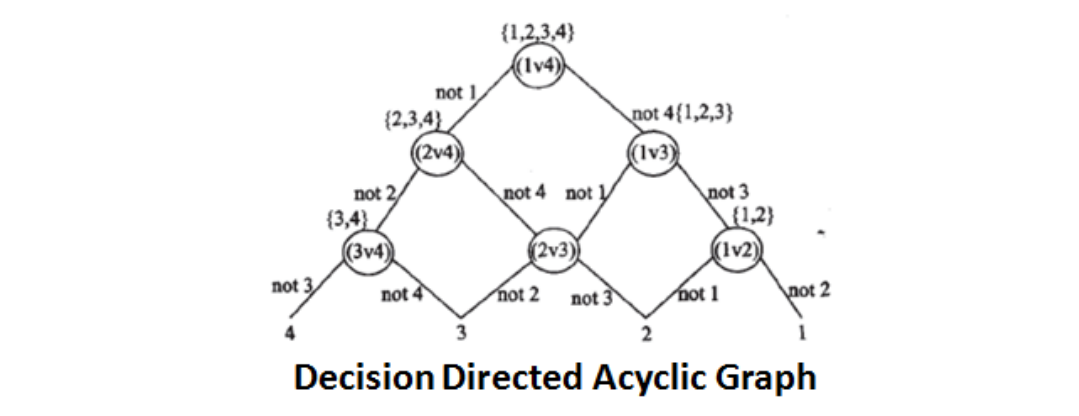 {1,2,3,4}
(1v4)
not 1
{2,3,4}
not 4{1,2,3}
(2v4)
(1v3)
not 2
not 4
not 1
not 3
{3,4}
{1,2}
(3v4)
(2v3)
(1v2)
not 3
not 4
not 2
not 3
not 1
not 2
4
3
2
1
Decision Directed Acyclic Graph